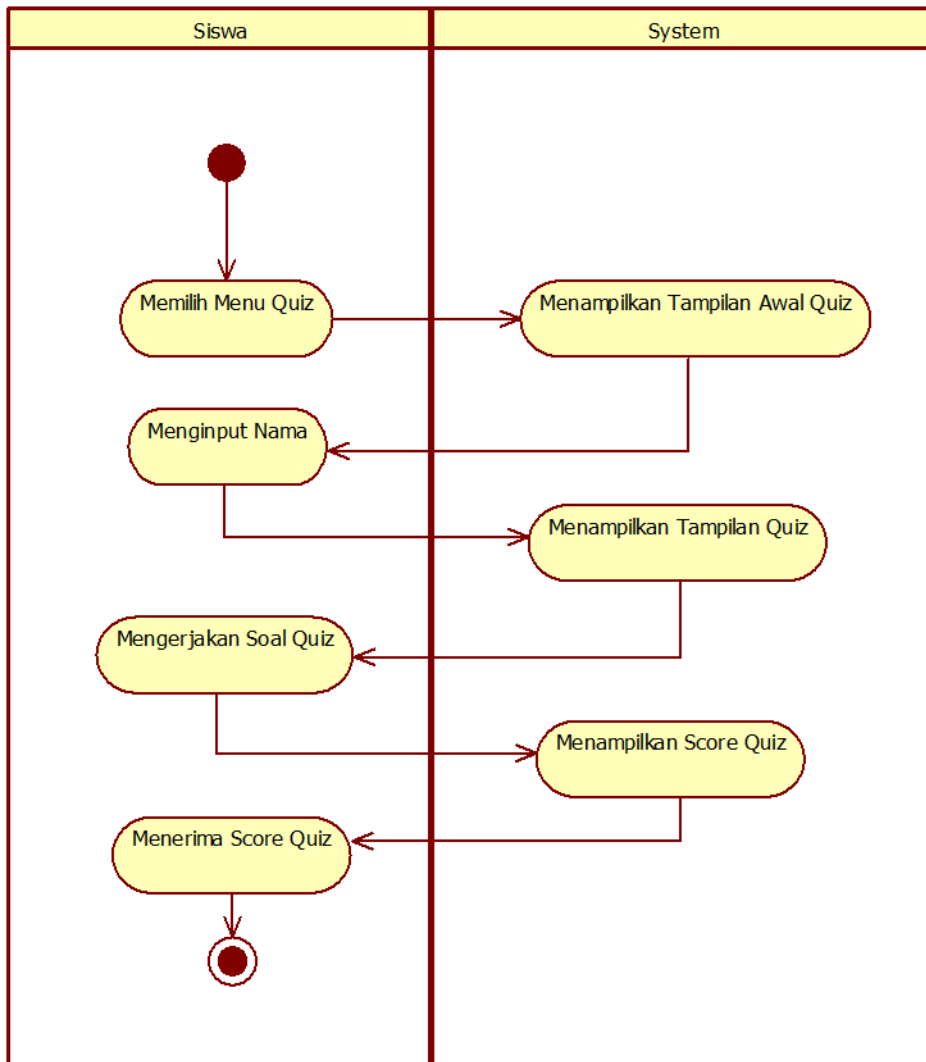 Siswa
System
Memilih Menu Quiz
Menampilkan Tampilan Awal Quiz
Menginput Nama
Menampilkan Tampilan Quiz
Mengerjakan Soal Quiz
Menampilkan Score Quiz
Menerima Score Quiz